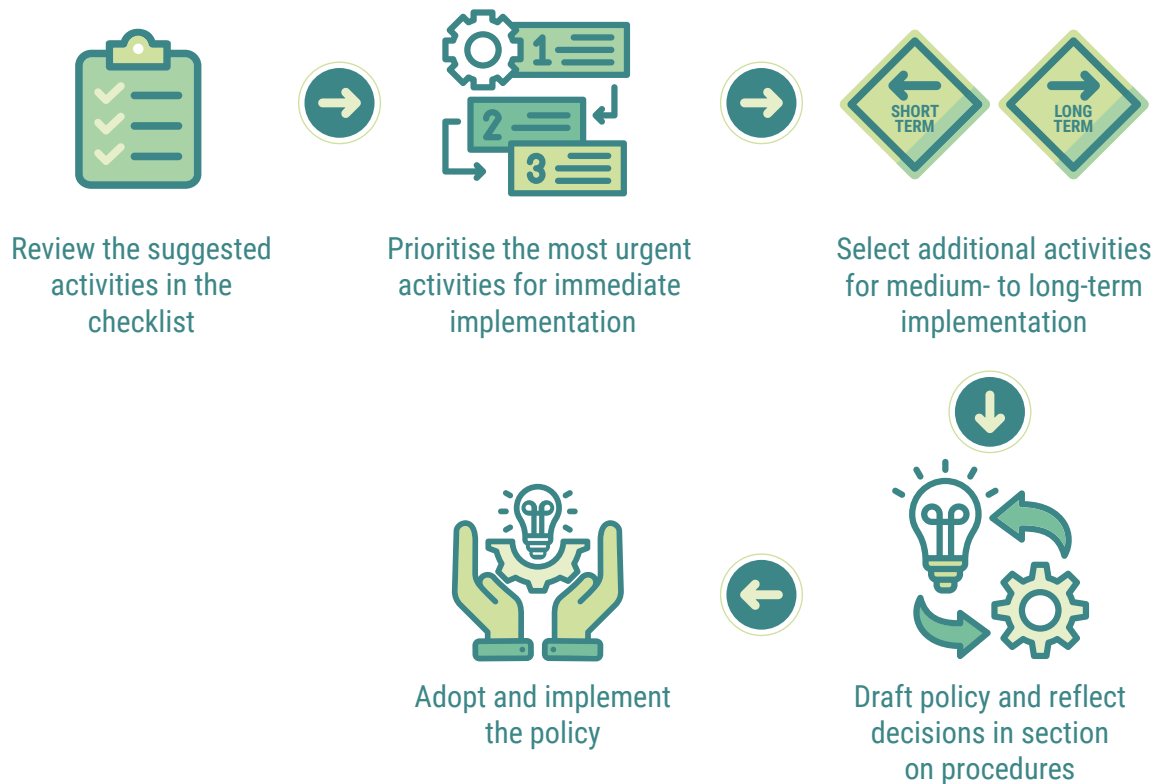 1
2
3
SHORT
TERM
LONG
TERM
Review the suggested
activities in the
checklist
Prioritise the most urgent
activities for immediate
implementation
Select additional activities
for medium- to long-term
implementation
Draft policy and reflect
decisions in section
on procedures
Adopt and implement
the policy